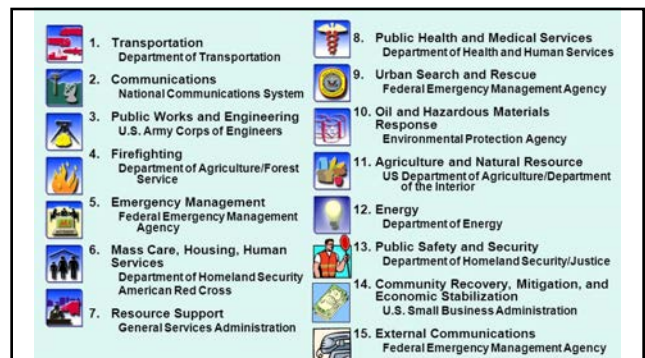 1. Transportation
Department of Transportation
2. Communications
National Communications System
3. Public Works and Engineering
U.S. Army Corps of Engineers
4. Firefighting
Department of Agriculture/Forest
Service
5. Emergency Management
Federal Emergency Management
Agency
6. Mass Care, Housing, Human
Services
Department of Homeland Security
American Red Cross
7. Resource Support
General Services Administration
8. Public Health and Medical Services
Department of Health and Human Services
9. Urban Search and Rescue
Federal Emergency Management Agency
10. Oil and Hazardous Materials
Response
Environmental Protection Agency
11. Agriculture and Natural Resource
US Department of Agriculture/Department
of the Interior
12. Energy
Department of Energy
13. Public Safety and Security
Department of Homeland Security/Justice
14. Community Recovery, Mitigation, and
Economic Stabilization
U.S. Small Business Administration
15. External Communications
Federal Emergency Management Agency